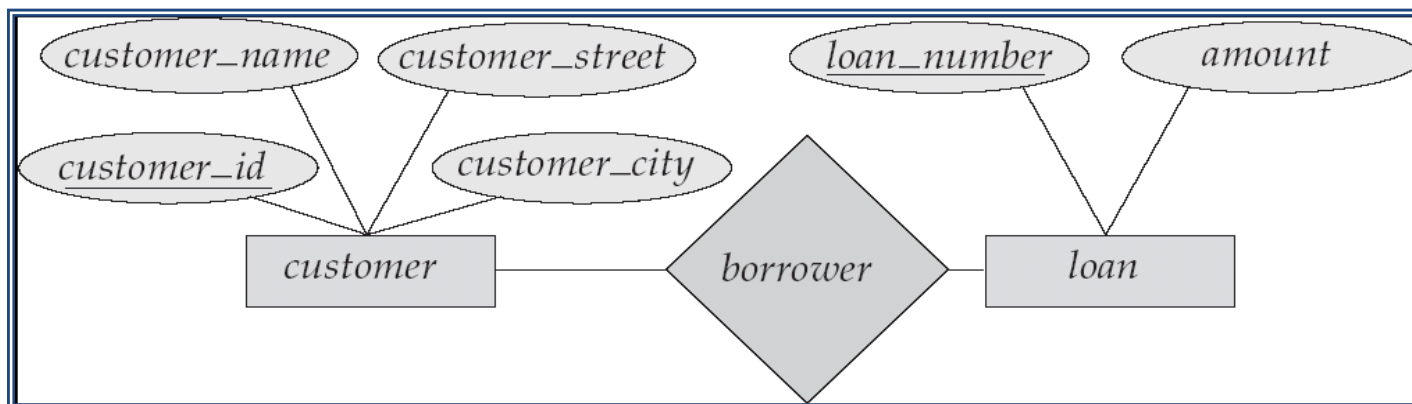 customer_name
customer_street
loan_number
amount
customer_id
customer_city
customer
borrower
loan